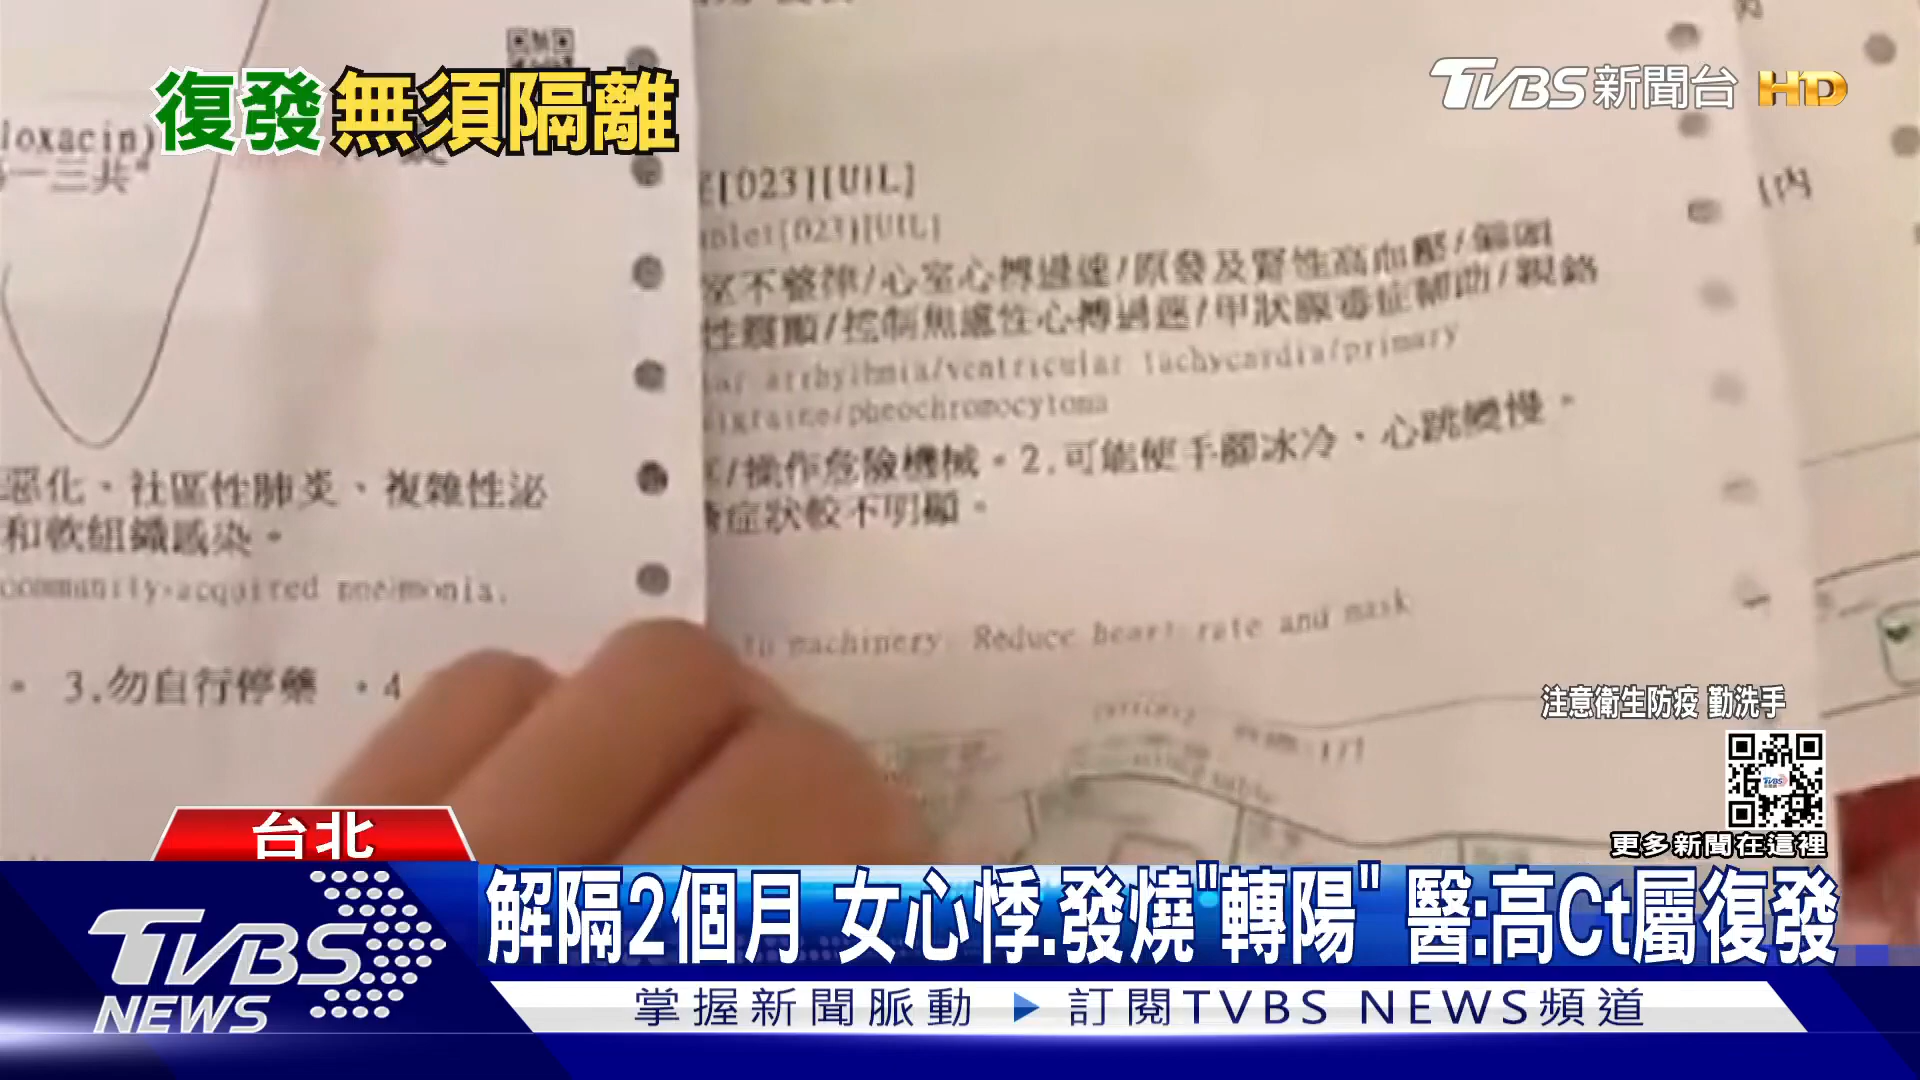 復發 無須隔離
TVBS新聞台 HD
loxacin)
一三共"
[023][UIL]
[023][UIL]
室不整律/心室心搏過速/原發及腎性高血壓/偏頭
性震顫/控制焦慮性心搏過速/甲狀腺毒症輔助/親鉻
arrhythmia/ventricular tachycardia/primary
migraine/pheochromocytoma
/操作危險機械。2.可能使手腳冰冷、心跳變慢。
症狀較不明顯。
machinery. Reduce heart rate and mask
[內
惡化、社區性肺炎、複雜性泌
和軟組織感染。
community-acquired pneumonia.
。 3.勿自行停藥 。4
注意衛生防疫 勤洗手
TVBS
更多新聞在這裡
台北
解隔2個月 女心悸.發燒"轉陽" 醫:高Ct屬復發
TVBS NEWS
掌握新聞脈動 ▶ 訂閱TVBS NEWS頻道